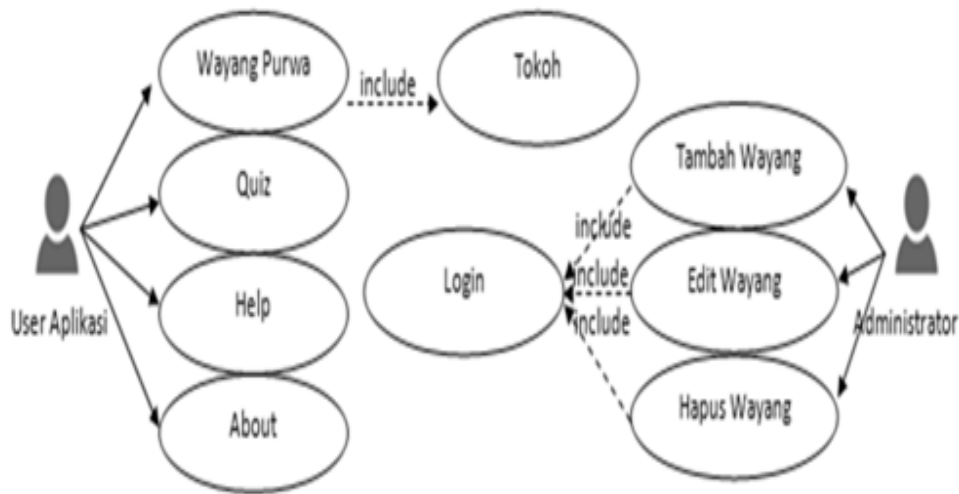 Wayang Purwa
include
Tokoh
Tambah Wayang
Quiz
include
Login
include
Edit Wayang
include
Help
User Aplikasi
Administrator
Hapus Wayang
About